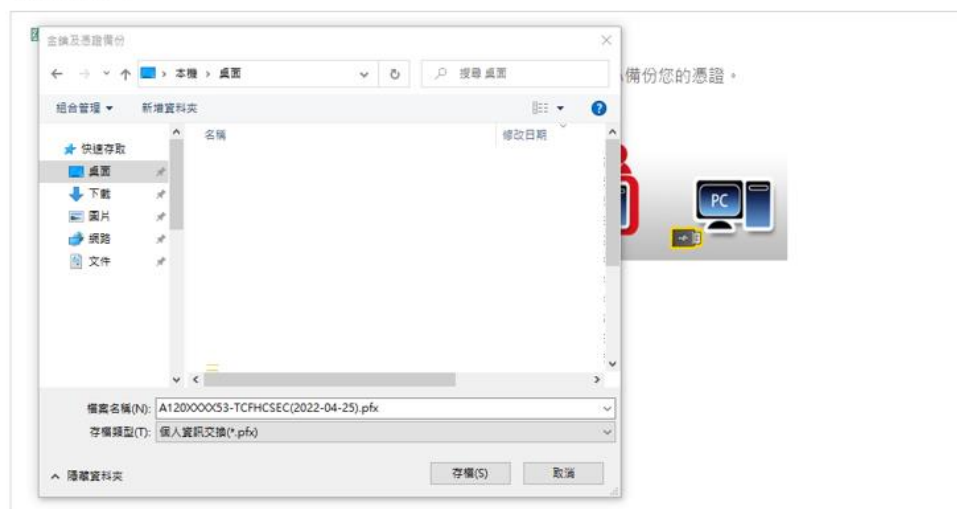 金鑰及憑證備份
本機 › 桌面
搜尋 桌面
備份您的憑證。
組合管理
新增資料夾
名稱
修改日期
快速存取
桌面
下載
圖片
網路
文件
PC
檔案名稱(N): A120XXXX53-TCFHCSEC(2022-04-25).pfx
存檔類型(T): 個人資訊交換(*.pfx)
隱藏資料夾
存檔(S)
取消